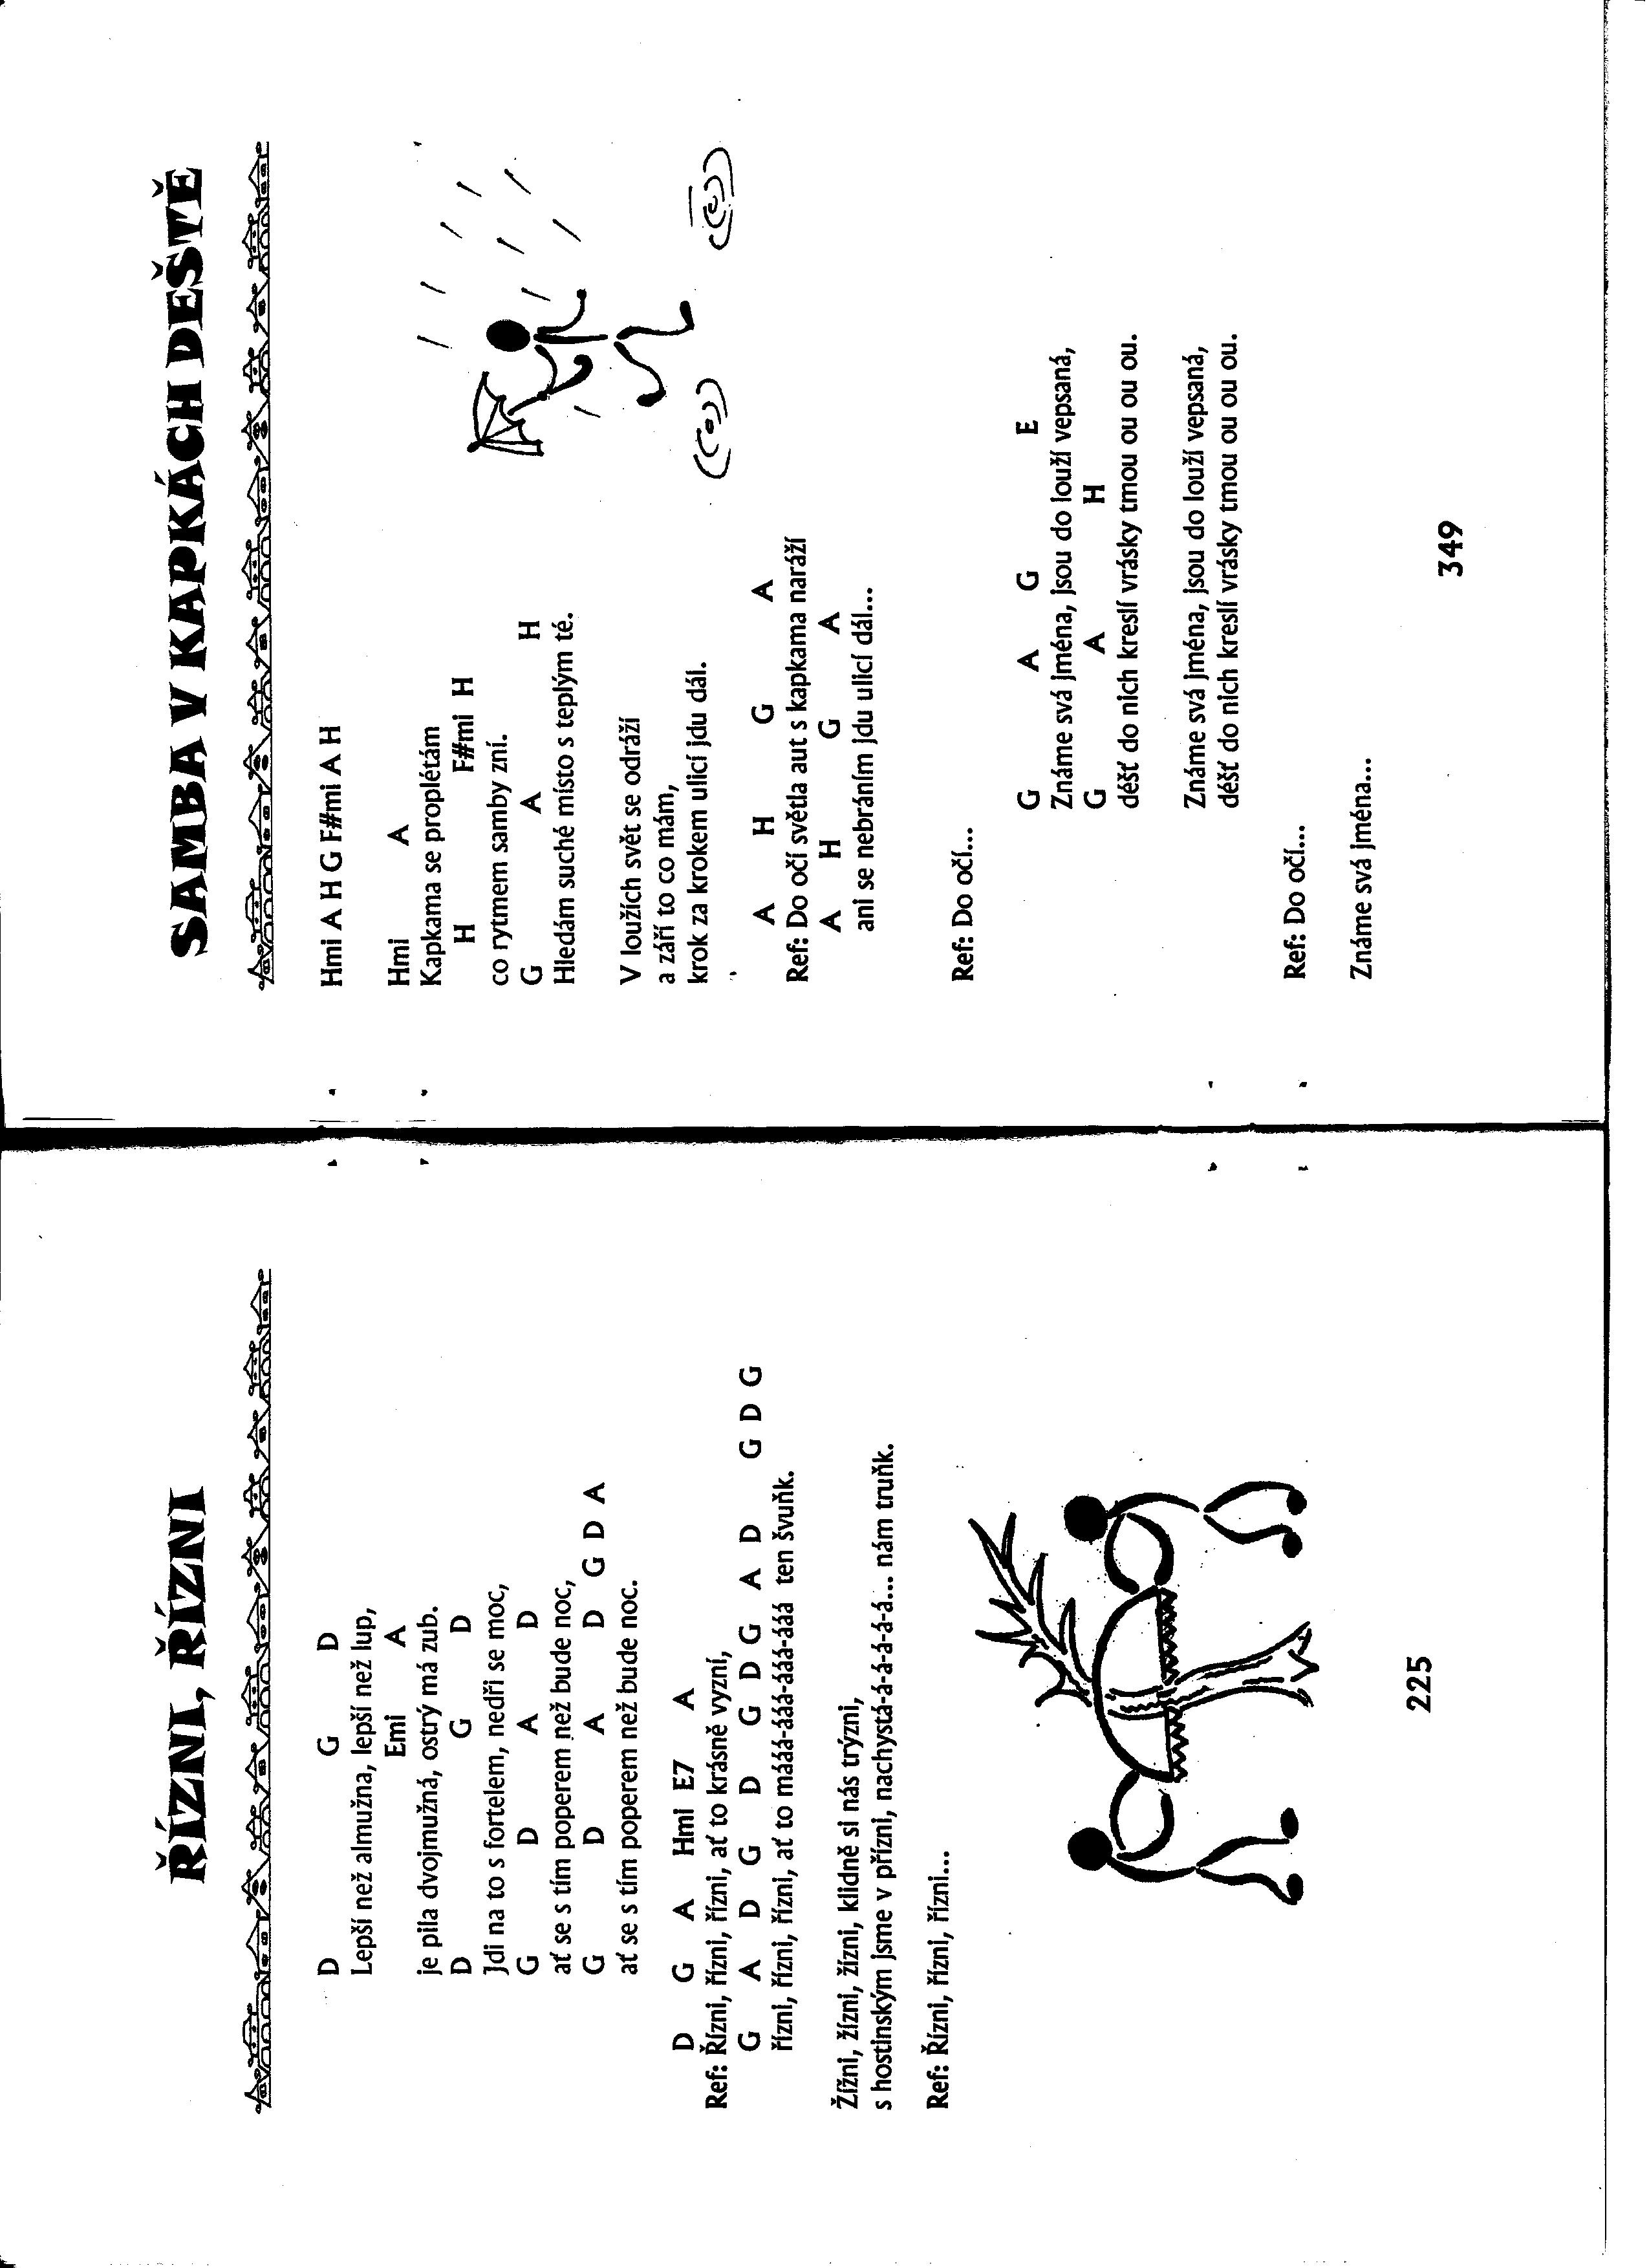 ŘÍZNI, ŘÍZNI
D G D
Lepší než almužna, lepší než lup,
Emi A
je pila dvojmužná, ostrý má zub.
D G D
Jdi na to s fortelem, nedři se moc,
G D A D
ať se s tím poperem než bude noc,
G D A D G D A
ať se s tím poperem než bude noc.
D G A Hmi E7 A
Ref: Řízni, řízni, řízni, ať to krásně vyzní,
G A D G D G D G A D G D G
řízni, řízni, řízni, ať to mááá-ááá-ááá-ááá ten švuňk.
Žížni, žízni, žízni, klidně si nás trýzni,
s hostinským jsme v přízni, nachystá-á-á-á-á-á... nám truňk.
Ref: Řízni, řízni, řízni...
225
SAMBA V KAPKÁCH DEŠTĚ
Hmi A H G F#mi A H
Hmi A
Kapkama se proplétám
H F#mi H
co rytmem samby zní.
G A H
Hledám suché místo s teplým té.
V loužích svět se odráží
a září to co mám,
krok za krokem ulicí jdu dál.
A H G A
Ref: Do očí světla aut s kapkama naráží
A H G A
ani se nebráním jdu ulicí dál...
Ref: Do očí...
G A G E
Známe svá jména, jsou do louží vepsaná,
G A H
déšť do nich kreslí vrásky tmou ou ou ou.
Známe svá jména, jsou do louží vepsaná,
déšť do nich kreslí vrásky tmou ou ou ou.
Ref: Do očí...
Známe svá jména...
349